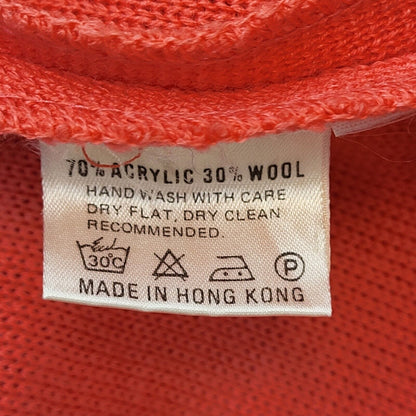 70% ACRYLIC 30% WOOL
HAND WASH WITH CARE
DRY FLAT, DRY CLEAN
RECOMMENDED.
30°C P
MADE IN HONG KONG